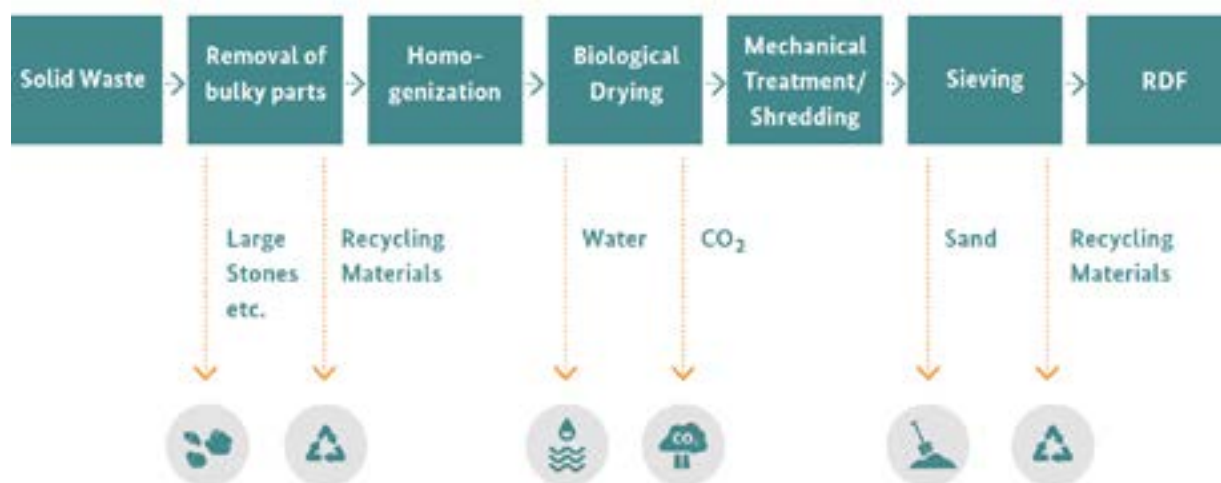 Solid Waste
Removal of
bulky parts
Homo-
genization
Biological
Drying
Mechanical
Treatment/
Shredding
Sieving
RDF
Large
Stones
etc.
Recycling
Materials
Water
CO₂
Sand
Recycling
Materials
CO₂